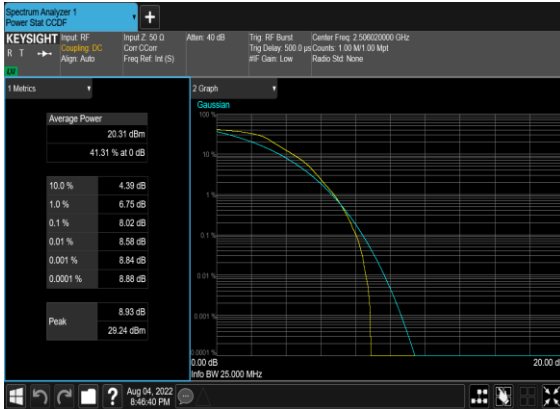 Spectrum Analyzer 1
Power Stat CCDF
+
KEYSIGHT Input: RF Input Z: 50 Ω Atten: 40 dB Trig: RF Burst Center Freq: 2.506020000 GHz
R T Coupling: DC Corr CCorr Trig Delay: 500.0 µs Counts: 1.00 M/1.00 Mpt
Align: Auto Freq Ref: Int (S) #IF Gain: Low Radio Std: None
1 Metrics
Average Power
20.31 dBm
41.31 % at 0 dB
10.0 % 4.39 dB
1.0 % 6.75 dB
0.1 % 8.02 dB
0.01 % 8.58 dB
0.001 % 8.84 dB
0.0001 % 8.88 dB
Peak 8.93 dB
29.24 dBm
2 Graph
Gaussian
100 %
10 %
1 %
0.1 %
0.01 %
0.001 %
0.0001 %
0.00 dB 20.00 d
Info BW 25.000 MHz
? Aug 04, 2022
8:46:40 PM